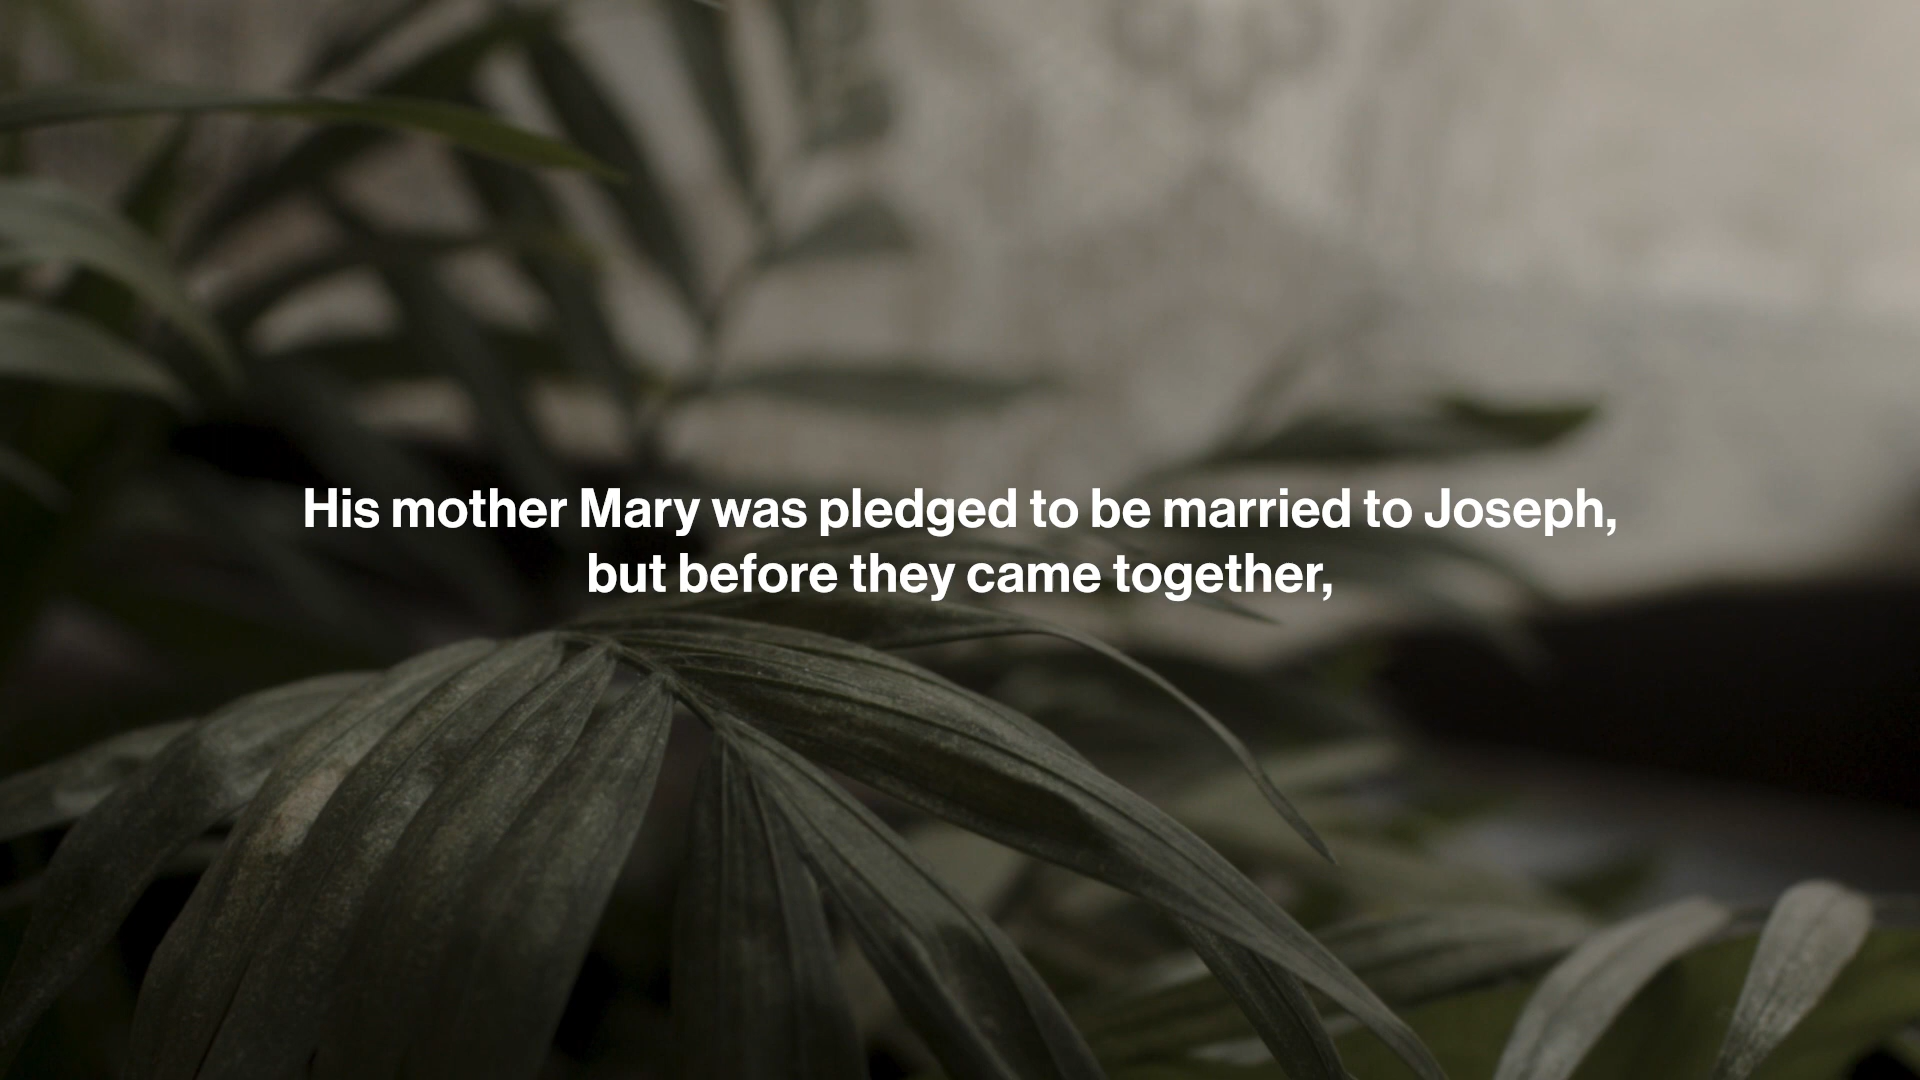 His mother Mary was pledged to be married to Joseph,
but before they came together,